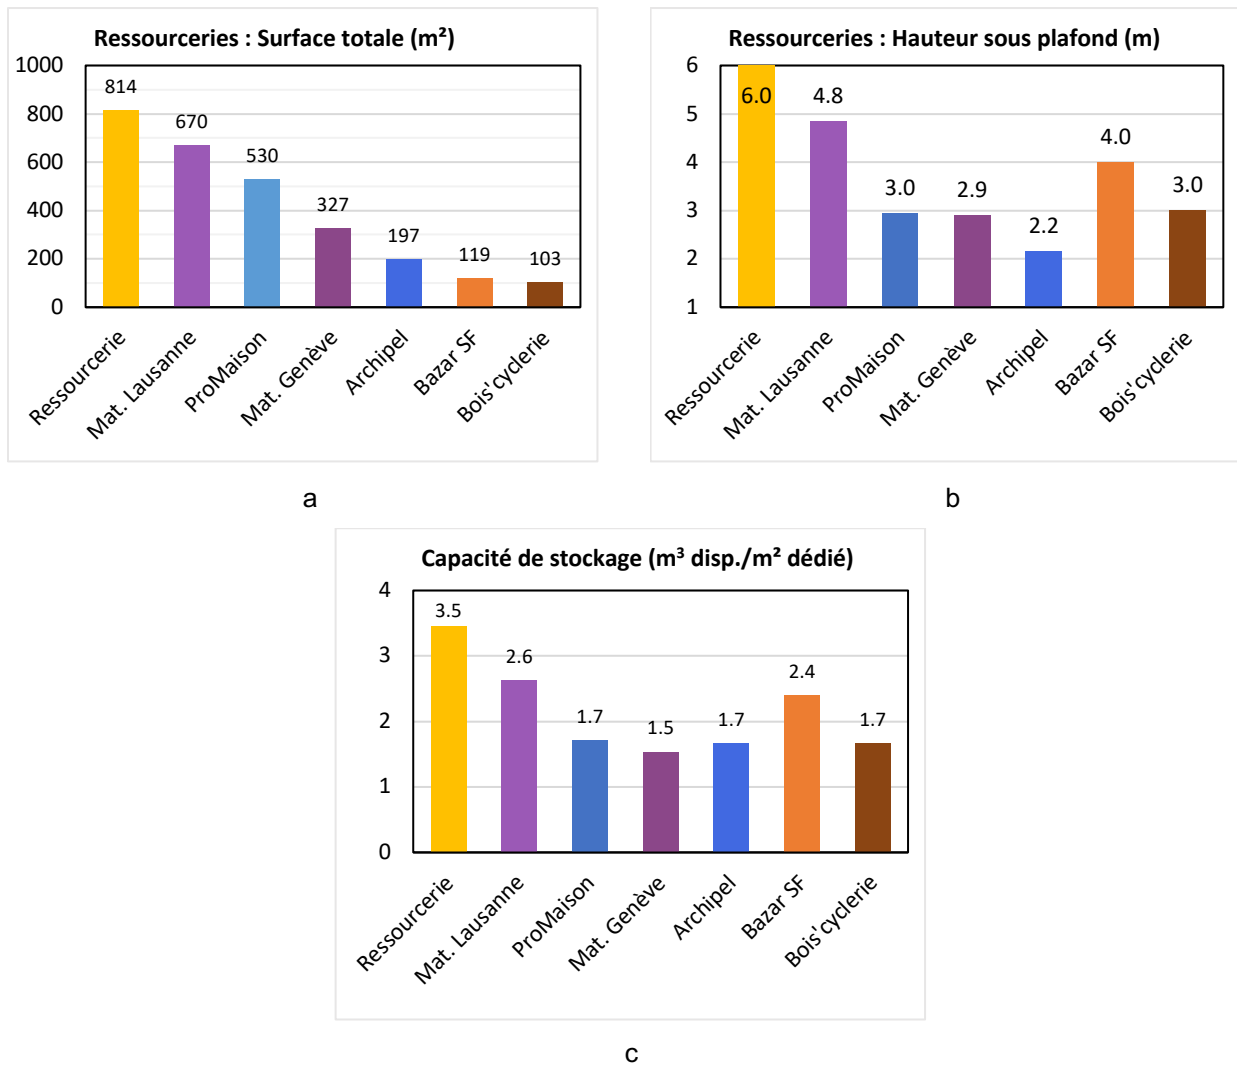 Ressourceries : Surface totale (m²)
1000
800
600
400
200
0
814
670
530
327
197
119
103
Ressourcerie
Mat. Lausanne
ProMaison
Mat. Genève
Archipel
Bazar SF
Bois'cyclerie
a
Ressourceries : Hauteur sous plafond (m)
6
5
4
3
2
1
6.0
4.8
3.0
2.9
2.2
4.0
3.0
Ressourcerie
Mat. Lausanne
ProMaison
Mat. Genève
Archipel
Bazar SF
Bois'cyclerie
b
Capacité de stockage (m³ disp./m² dédié)
4
3
2
1
0
3.5
2.6
1.7
1.5
1.7
2.4
1.7
Ressourcerie
Mat. Lausanne
ProMaison
Mat. Genève
Archipel
Bazar SF
Bois'cyclerie
c